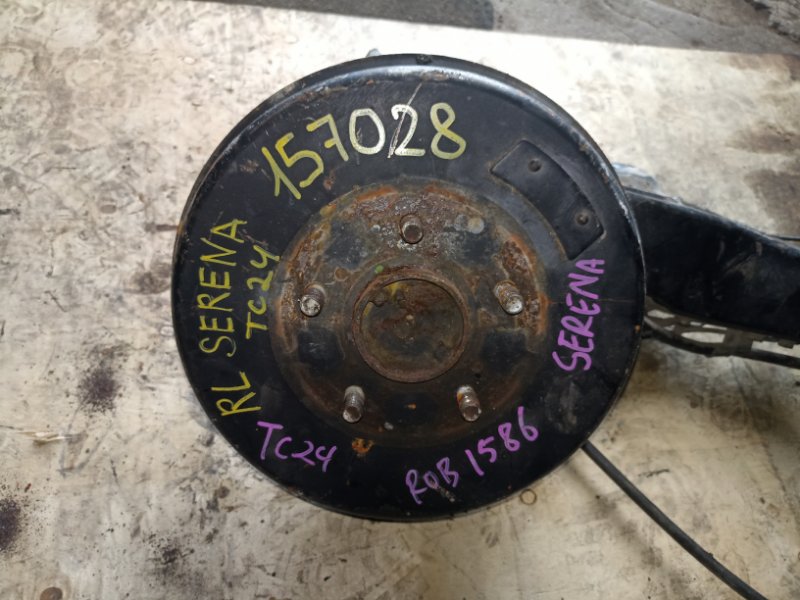 157028
RL SERENA
TC24
SERENA
TC24
ROB 1586